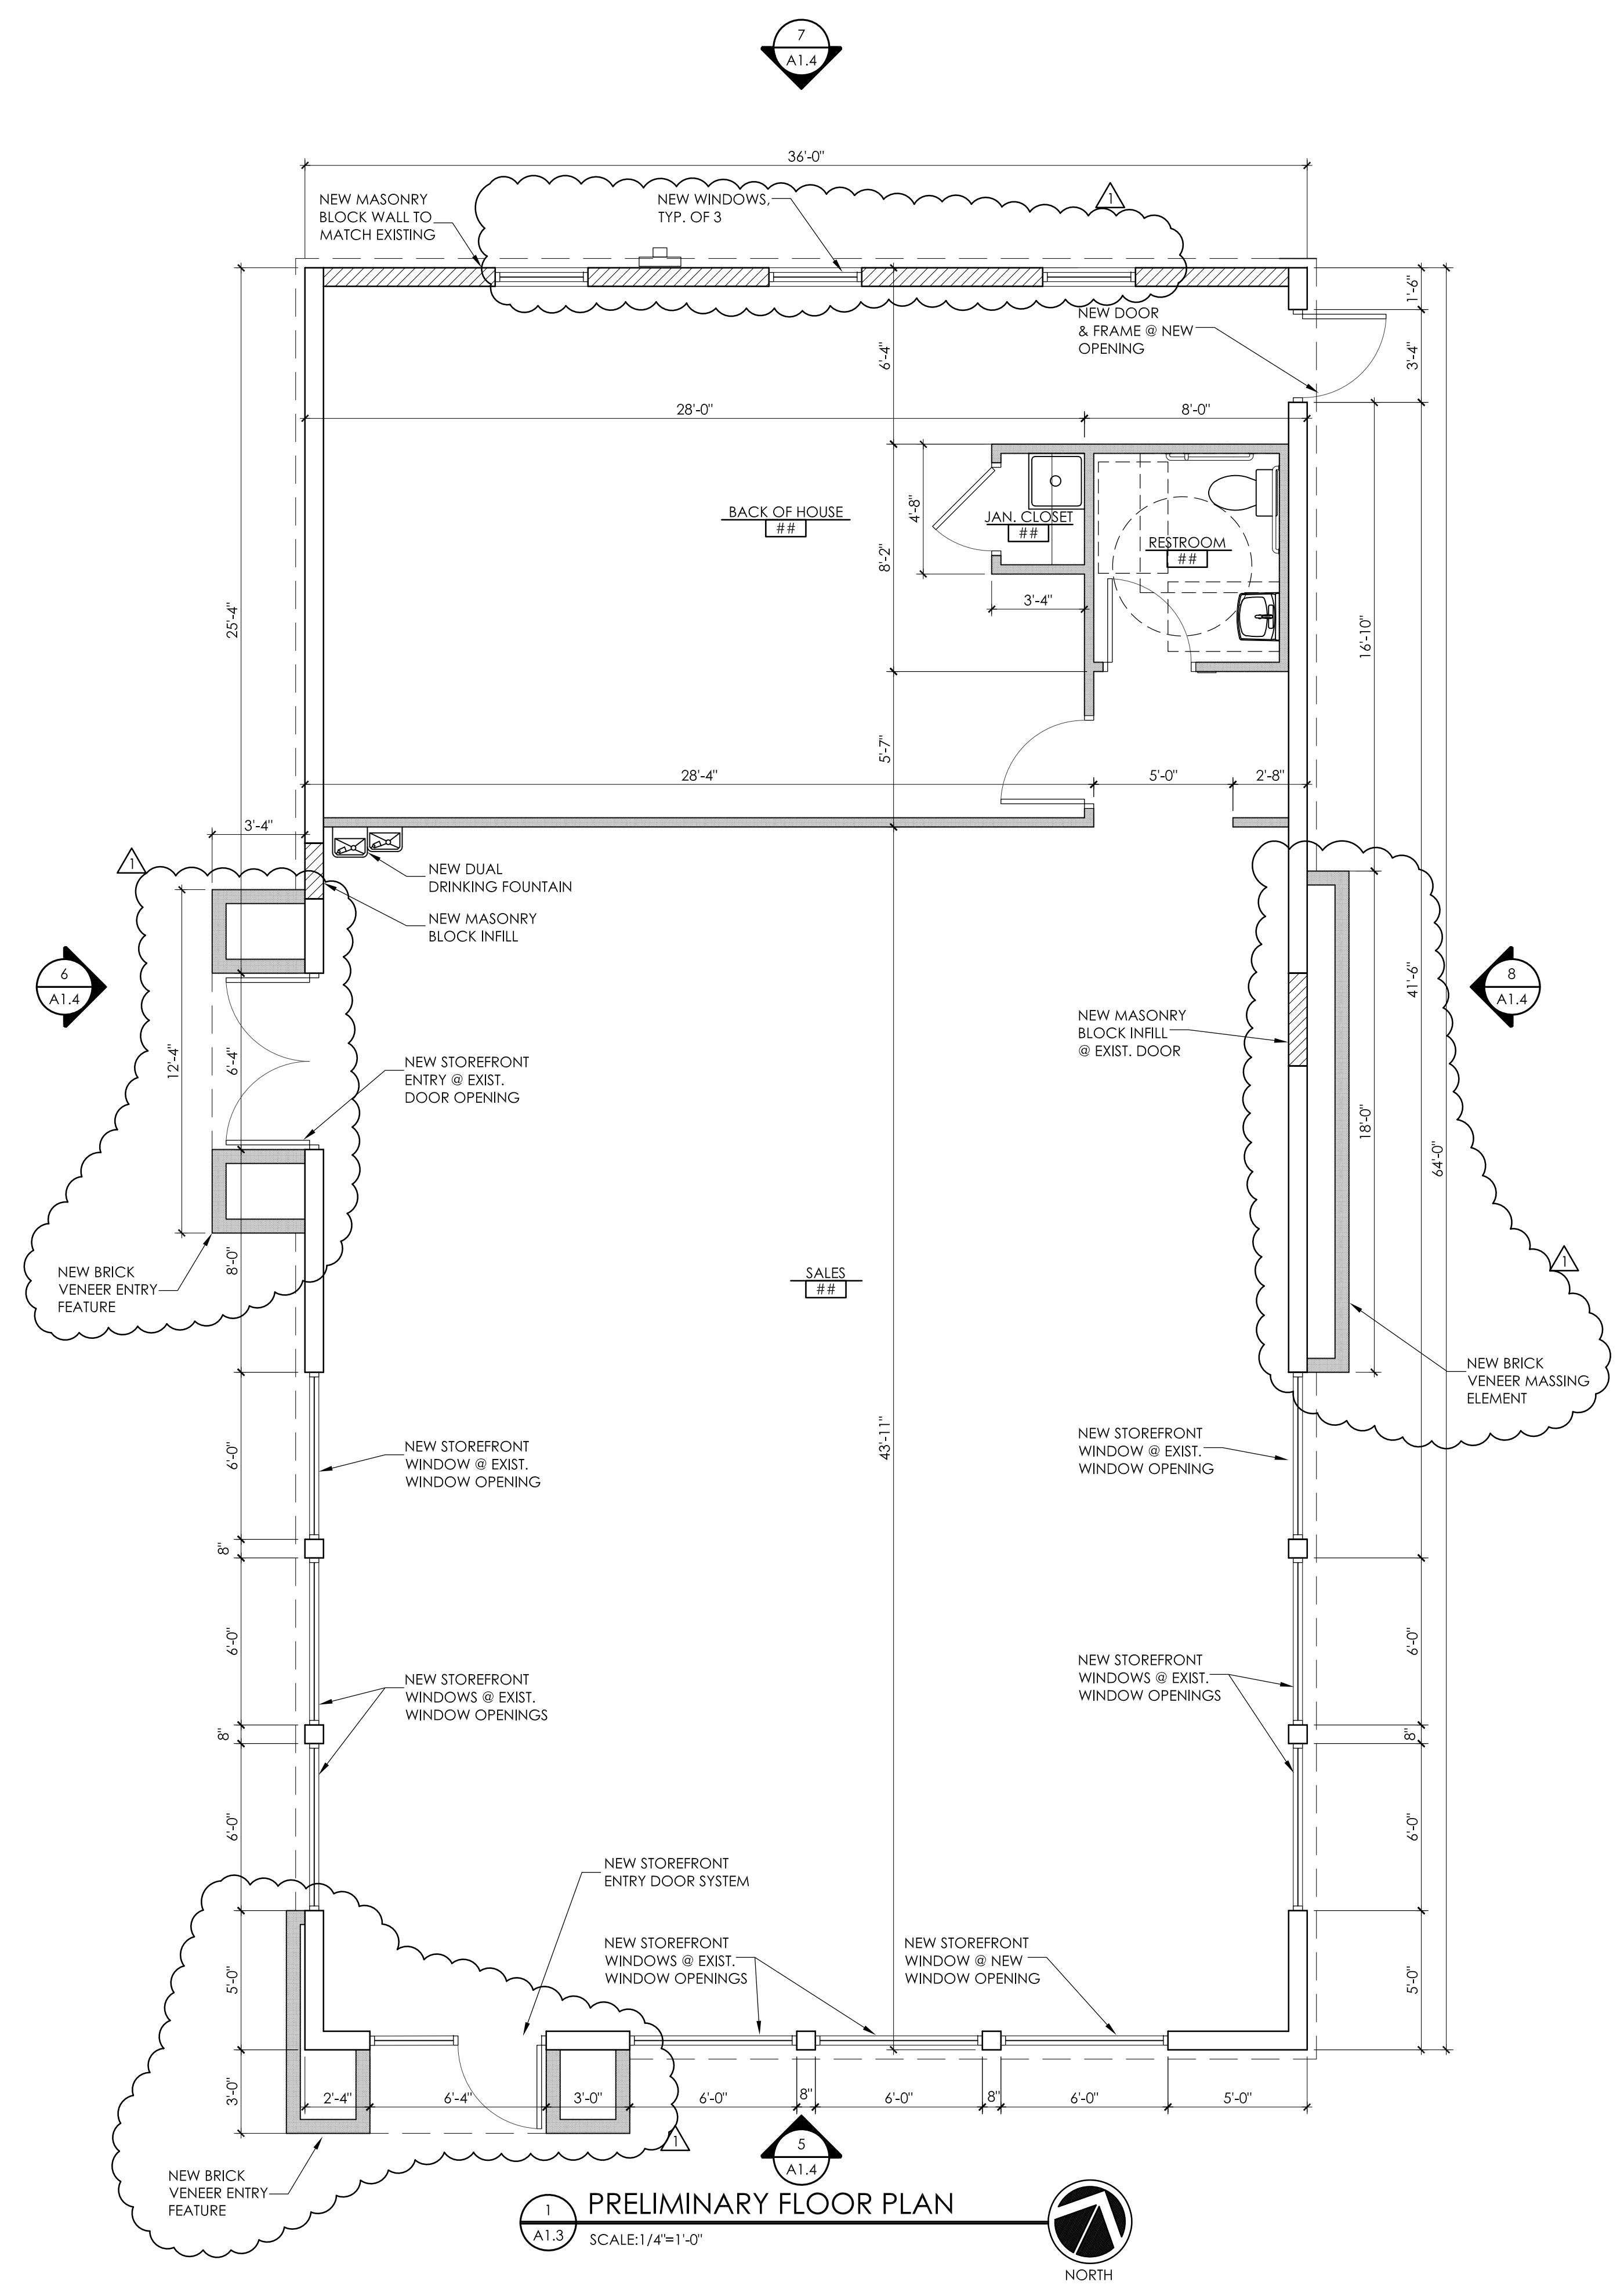 7
A1.4
36'-0"
NEW MASONRY
BLOCK WALL TO
MATCH EXISTING
NEW WINDOWS,
TYP. OF 3
1
1'-6"
NEW DOOR
& FRAME @ NEW
OPENING
6'-4"
3'-4"
28'-0"
8'-0"
BACK OF HOUSE
##
4'-8"
JAN. CLOSET
##
RESTROOM
##
8'-2"
3'-4"
25'-4"
16'-10"
5'-7"
28'-4"
5'-0"
2'-8"
3'-4"
1
NEW DUAL
DRINKING FOUNTAIN
NEW MASONRY
BLOCK INFILL
6
A1.4
8
A1.4
41'-6"
NEW MASONRY
BLOCK INFILL
@ EXIST. DOOR
12'-4"
6'-4"
NEW STOREFRONT
ENTRY @ EXIST.
DOOR OPENING
18'-0"
64'-0"
8'-0"
1
NEW BRICK
VENEER ENTRY
FEATURE
SALES
##
NEW BRICK
VENEER MASSING
ELEMENT
6'-0"
NEW STOREFRONT
WINDOW @ EXIST.
WINDOW OPENING
43'-11"
NEW STOREFRONT
WINDOW @ EXIST.
WINDOW OPENING
8"
6'-0"
NEW STOREFRONT
WINDOWS @ EXIST.
WINDOW OPENINGS
NEW STOREFRONT
WINDOWS @ EXIST.
WINDOW OPENINGS
6'-0"
8"
8"
6'-0"
6'-0"
NEW STOREFRONT
ENTRY DOOR SYSTEM
NEW STOREFRONT
WINDOWS @ EXIST.
WINDOW OPENINGS
NEW STOREFRONT
WINDOW @ NEW
WINDOW OPENING
5'-0"
5'-0"
3'-0"
2'-4"
6'-4"
3'-0"
6'-0"
8"
6'-0"
8"
6'-0"
5'-0"
1
5
A1.4
NEW BRICK
VENEER ENTRY
FEATURE
1
A1.3
PRELIMINARY FLOOR PLAN
SCALE:1/4"=1'-0"
NORTH